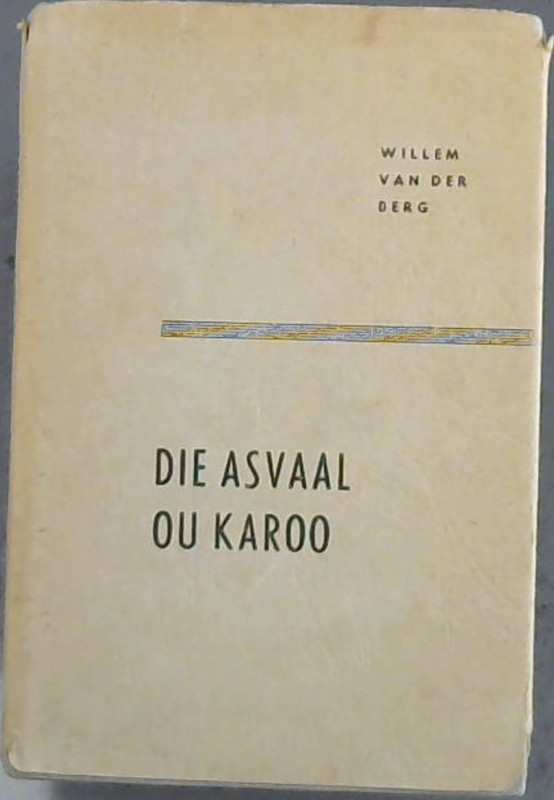 WILLEM
VAN DER
BERG
DIE ASVAAL
OU KAROO